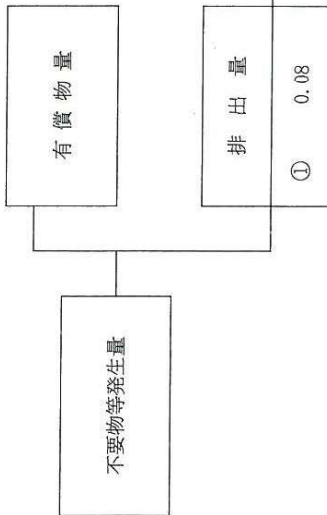 有償物量
排出量
① 0.08
不要物等発生量